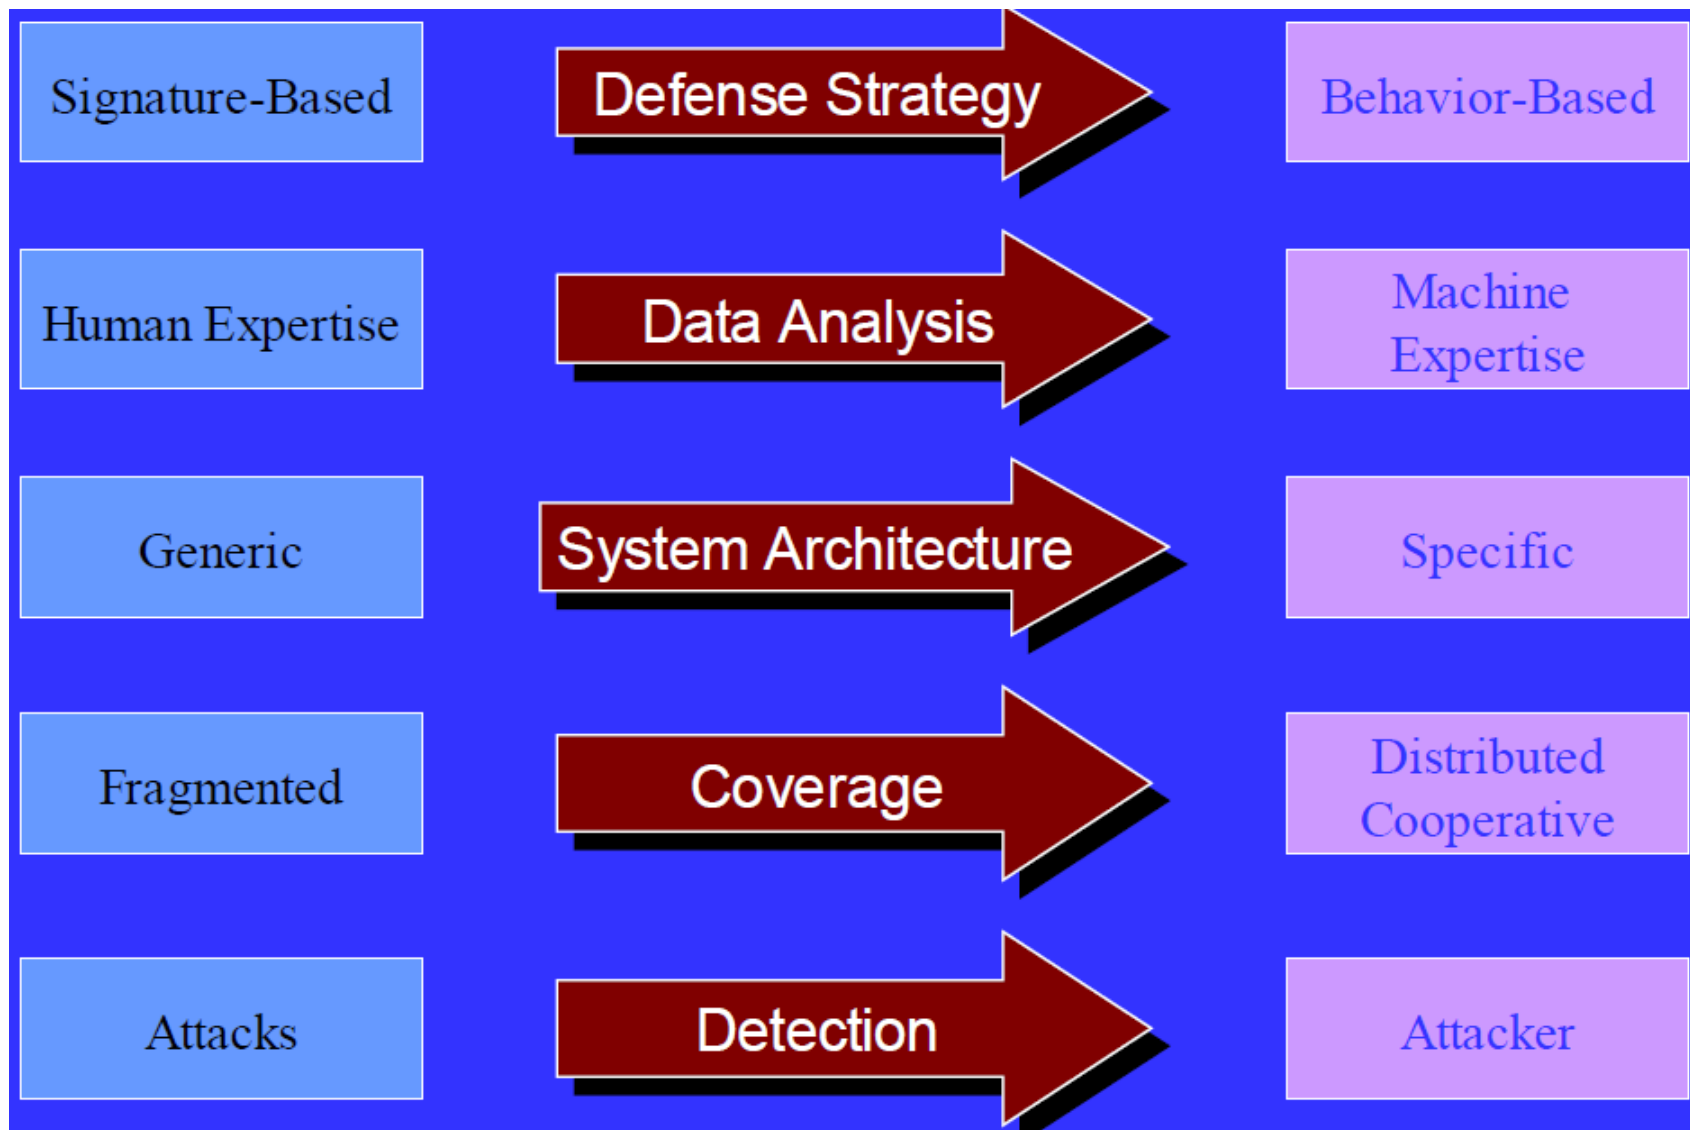 Signature-Based
Defense Strategy
Behavior-Based
Human Expertise
Data Analysis
Machine
Expertise
Generic
System Architecture
Specific
Fragmented
Coverage
Distributed
Cooperative
Attacks
Detection
Attacker